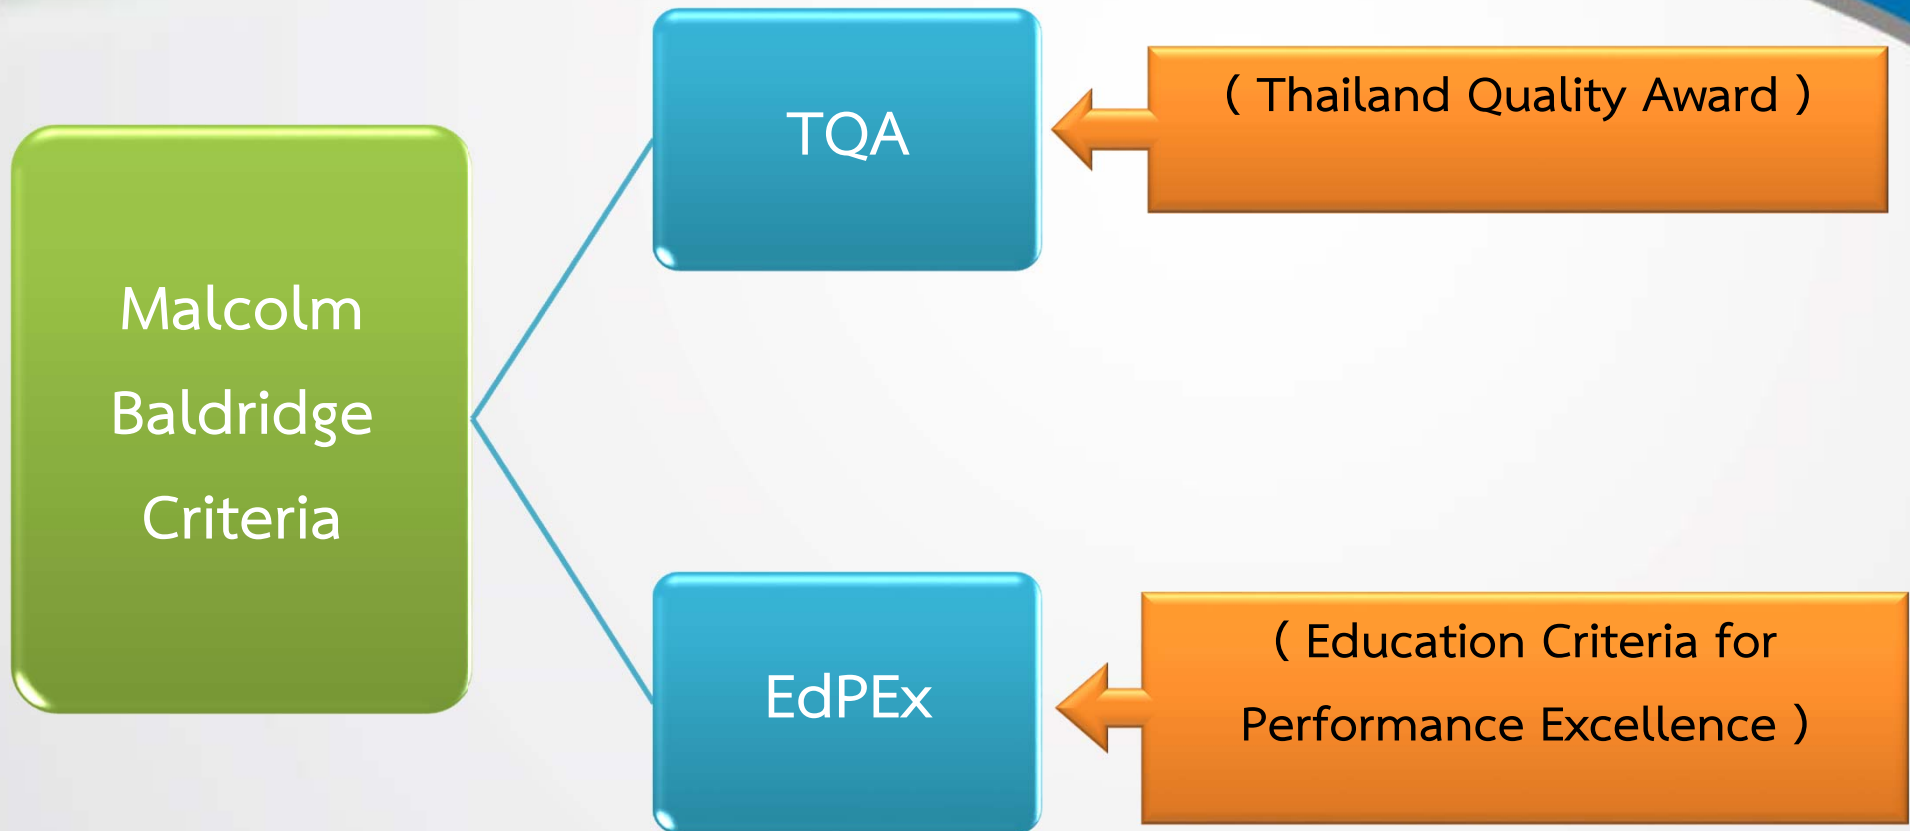 Malcolm
Baldridge
Criteria
TQA
( Thailand Quality Award )
EdPEx
( Education Criteria for
Performance Excellence )